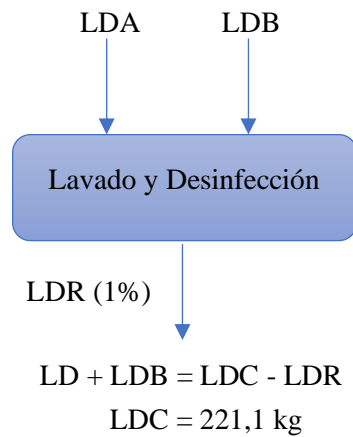 LDA LDB
Lavado y Desinfección
LDR (1%)
LD + LDB = LDC - LDR
LDC = 221,1 kg